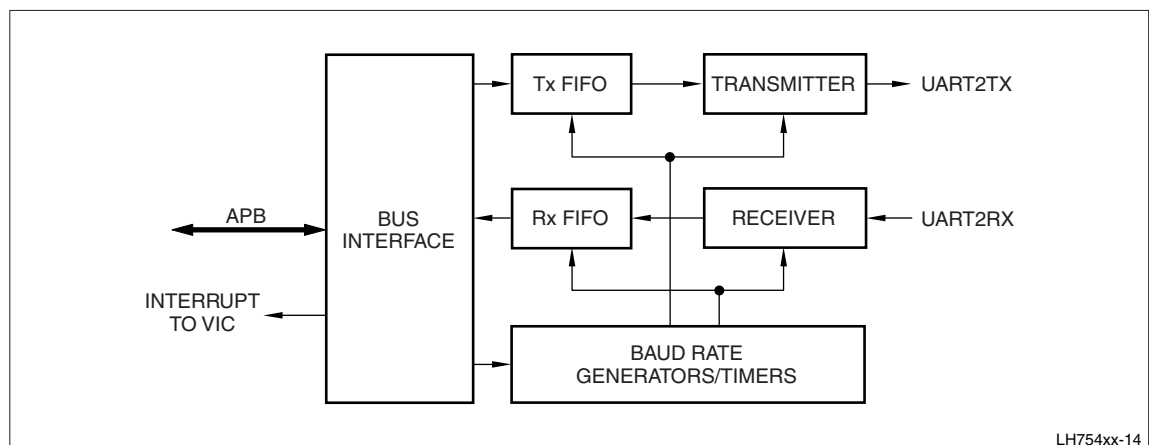 Tx FIFO
TRANSMITTER
UART2TX
APB
BUS
INTERFACE
Rx FIFO
RECEIVER
UART2RX
INTERRUPT
TO VIC
BAUD RATE
GENERATORS/TIMERS
LH754xx-14